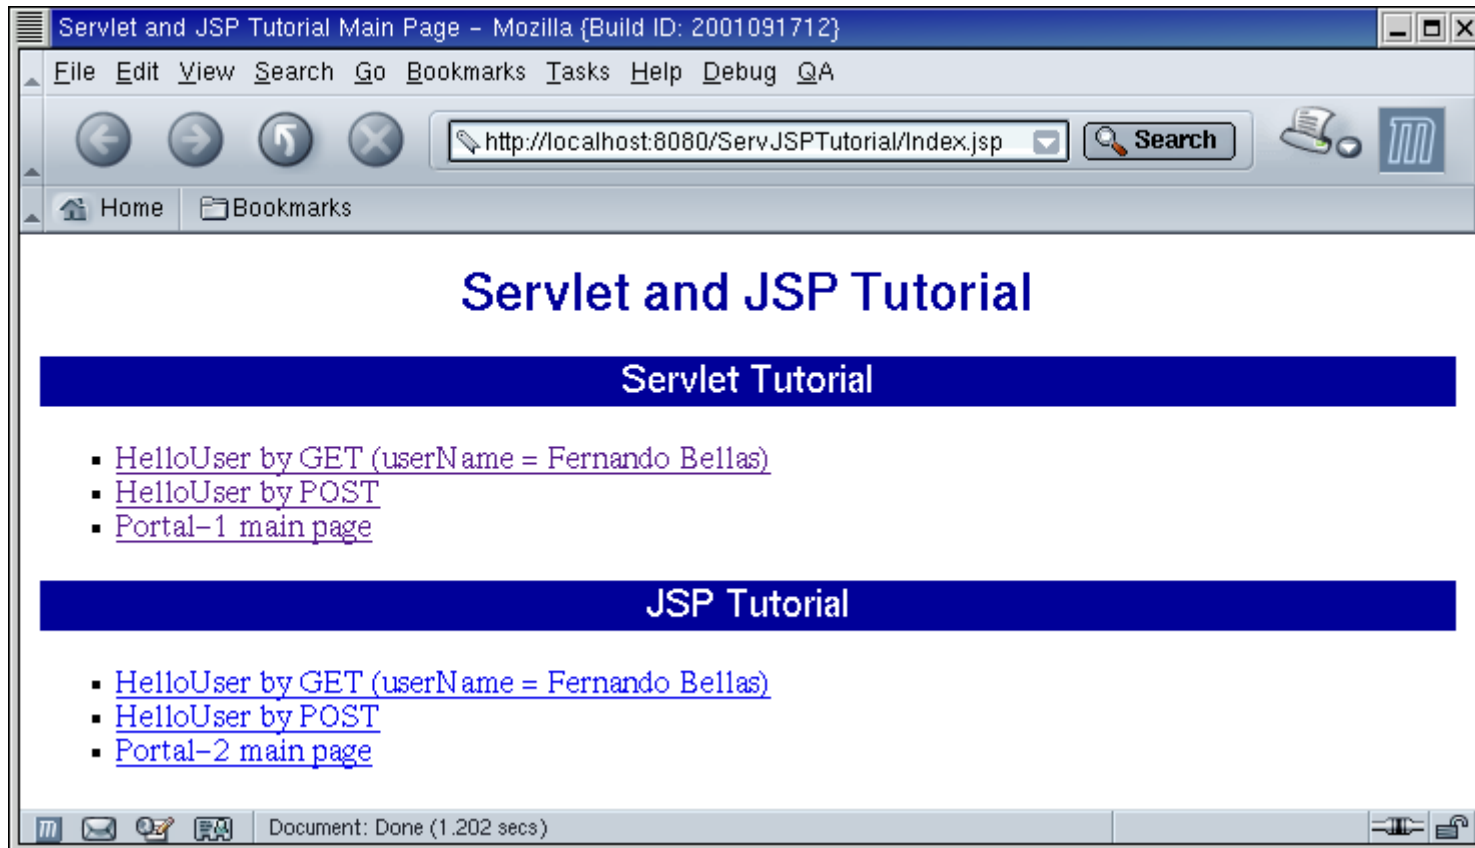 Servlet and JSP Tutorial Main Page – Mozilla {Build ID: 2001091712}
File Edit View Search Go Bookmarks Tasks Help Debug QA
http://localhost:8080/ServJSPTutorial/Index.jsp Search
Home Bookmarks
Servlet and JSP Tutorial
Servlet Tutorial
HelloUser by GET (userName = Fernando Bellas)
HelloUser by POST
Portal–1 main page
JSP Tutorial
HelloUser by GET (userName = Fernando Bellas)
HelloUser by POST
Portal–2 main page
Document: Done (1.202 secs)